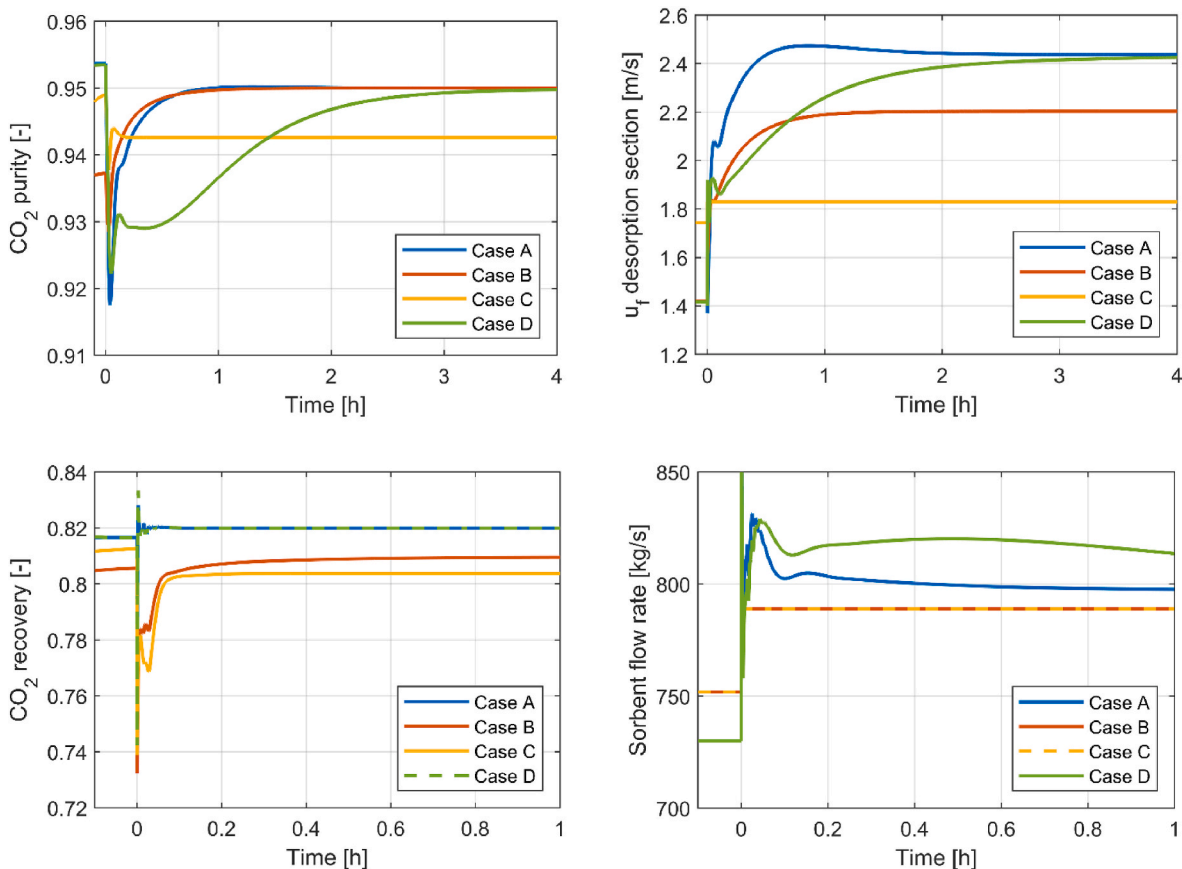 0.96
0.95
0.94
0.93
0.92
0.91
CO2 purity [-]
Case A
Case B
Case C
Case D
0
1
2
3
4
Time [h]
2.6
2.4
2.2
2
1.8
1.6
1.4
1.2
uf desorption section [m/s]
Case A
Case B
Case C
Case D
0
1
2
3
4
Time [h]
0.84
0.82
0.8
0.78
0.76
0.74
0.72
CO2 recovery [-]
Case A
Case B
Case C
Case D
0
0.2
0.4
0.6
0.8
1
Time [h]
850
800
750
700
Sorbent flow rate [kg/s]
Case A
Case B
Case C
Case D
0
0.2
0.4
0.6
0.8
1
Time [h]